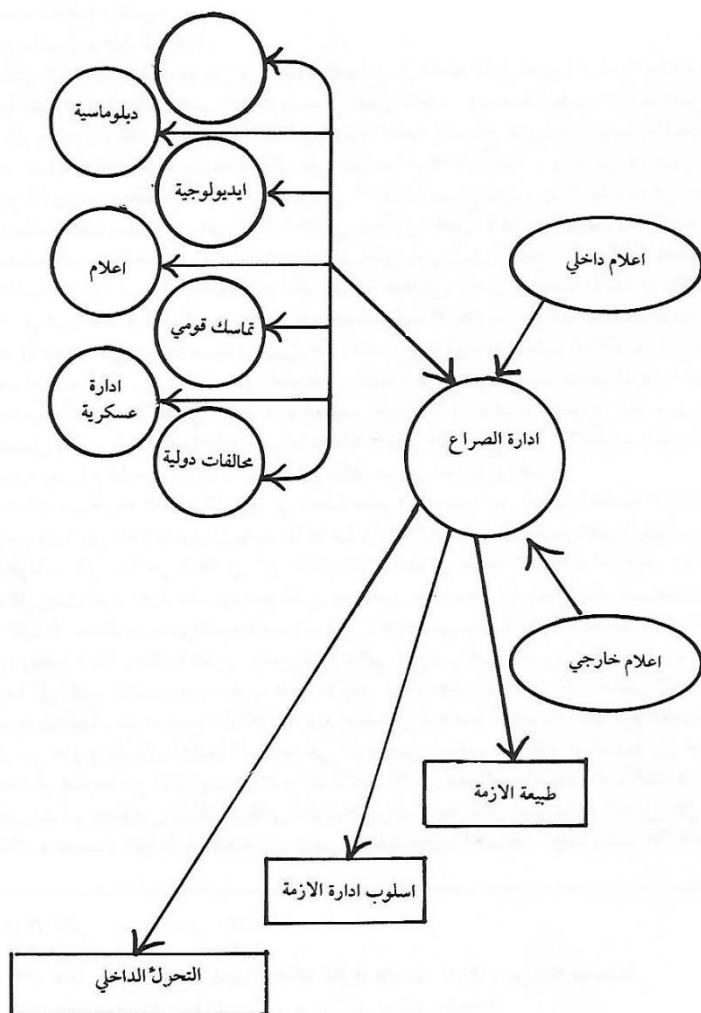 دبلوماسية
ايديولوجية
اعلام
تماسك قومي
ادارة
عسكرية
محالفات دولية
اعلام داخلي
ادارة الصراع
اعلام خارجي
طبيعة الازمة
اسلوب ادارة الازمة
التحرك الداخلي